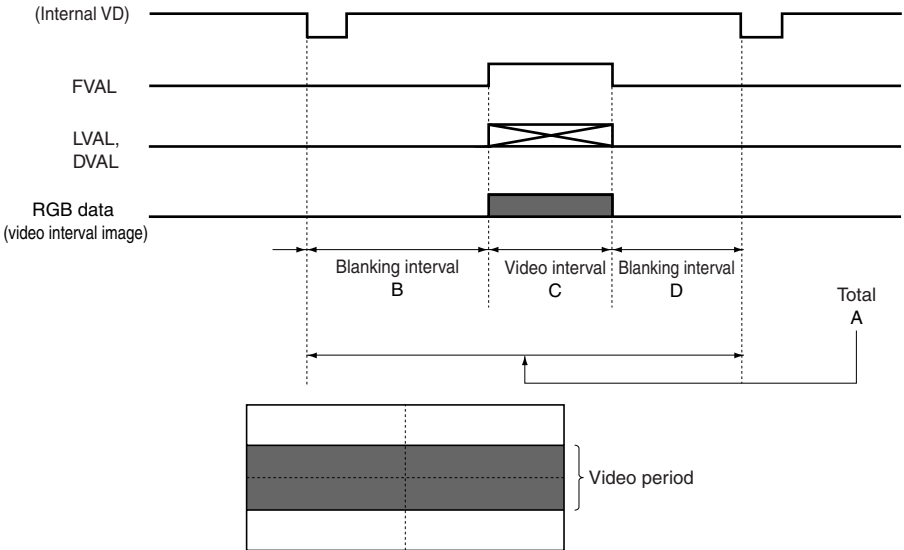 (Internal VD)
FVAL
LVAL,
DVAL
RGB data
(video interval image)
Blanking interval
B
Video interval
C
Blanking interval
D
Total
A
Video period